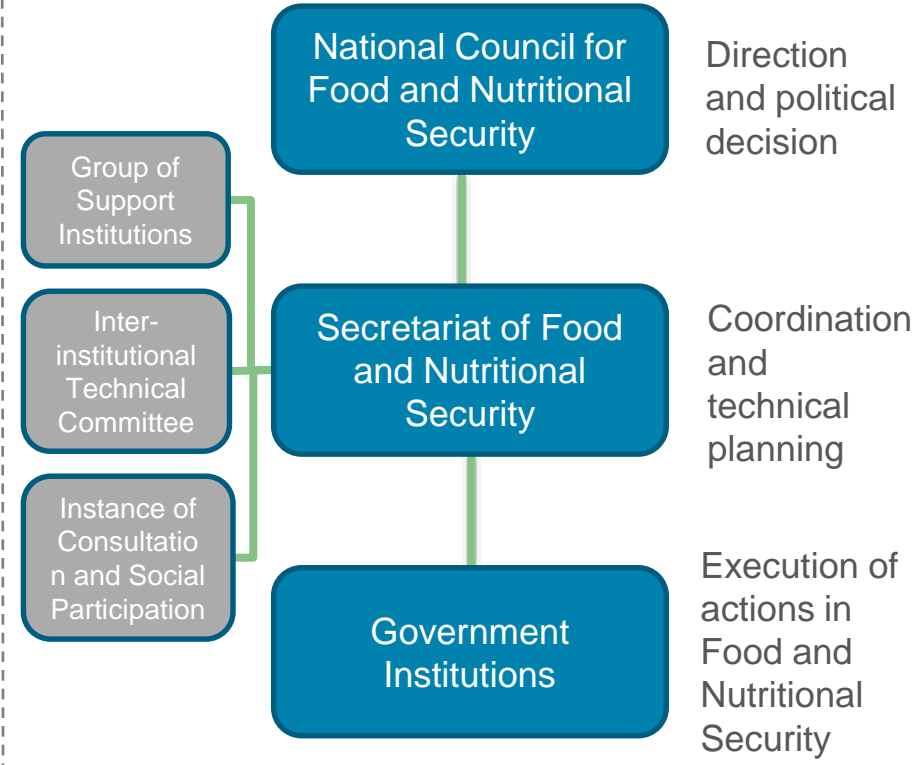 National Council for
Food and Nutritional
Security
Direction
and political
decision
Group of
Support
Institutions
Inter-
institutional
Technical
Committee
Secretariat of Food
and Nutritional
Security
Coordination
and
technical
planning
Instance of
Consultatio
n and Social
Participation
Government
Institutions
Execution of
actions in
Food and
Nutritional
Security